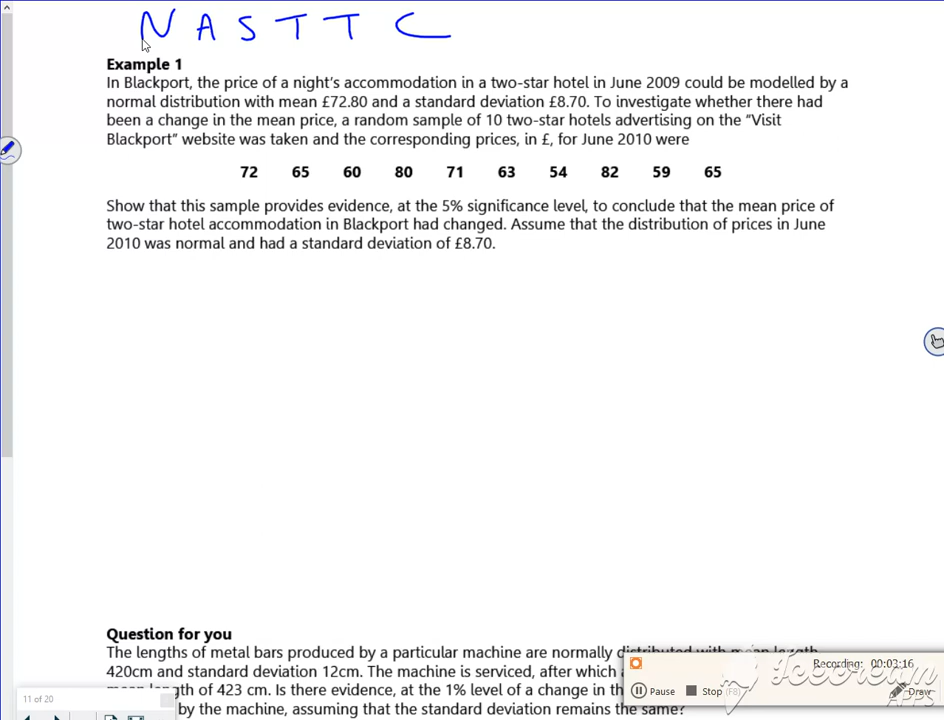 N A S T T C
Example 1
In Blackport, the price of a night's accommodation in a two-star hotel in June 2009 could be modelled by a
normal distribution with mean £72.80 and a standard deviation £8.70. To investigate whether there had
been a change in the mean price, a random sample of 10 two-star hotels advertising on the "Visit
Blackport" website was taken and the corresponding prices, in £, for June 2010 were
72 65 60 80 71 63 54 82 59 65
Show that this sample provides evidence, at the 5% significance level, to conclude that the mean price of
two-star hotel accommodation in Blackport had changed. Assume that the distribution of prices in June
2010 was normal and had a standard deviation of £8.70.
Question for you
The lengths of metal bars produced by a particular machine are normally distributed with mean length
420cm and standard deviation 12cm. The machine is serviced, after which
length of 423 cm. Is there evidence, at the 1% level of a change in
by the machine, assuming that the standard deviation remains the same?
Recording: 00:03:16
Pause Stop (F8) Draw
Icecream
APPS
11 of 20